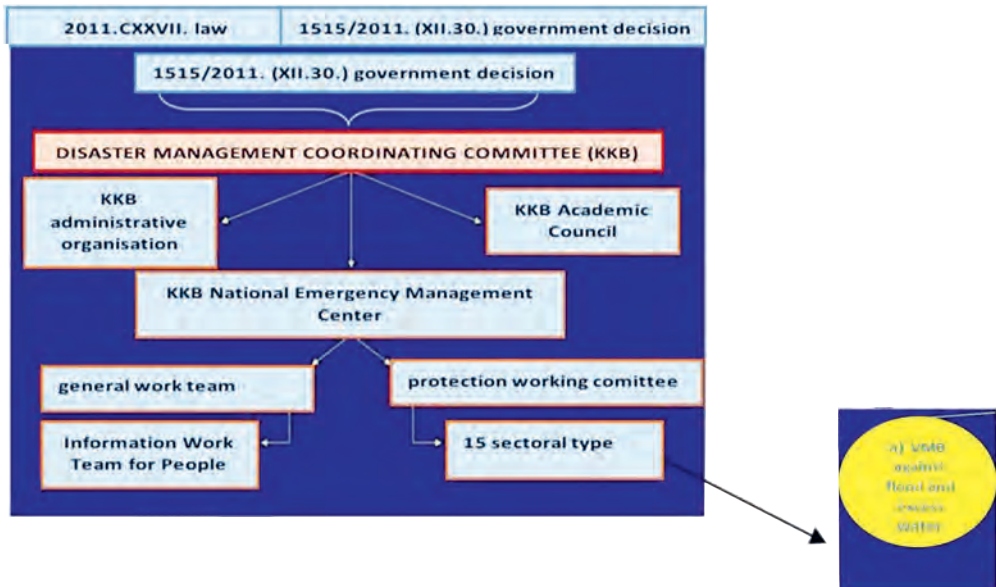 2011.CXXVII. law
1515/2011. (XII.30.) government decision
1515/2011. (XII.30.) government decision
DISASTER MANAGEMENT COORDINATING COMMITTEE (KKB)
KKB
administrative
organisation
KKB Academic
Council
KKB National Emergency Management
Center
general work team
protection working comittee
Information Work
Team for People
15 sectoral type
a)
against
flood and
excess
water